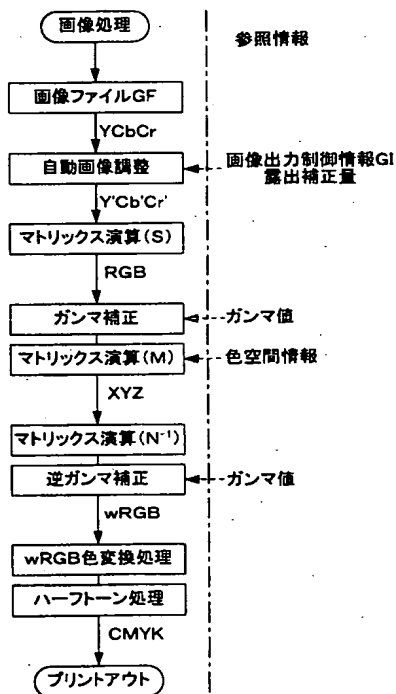 画像処理
参照情報
画像ファイルGF
YCbCr
自動画像調整
画像出力制御情報GI
露出補正量
Y'Cb'Cr'
マトリックス演算(S)
RGB
ガンマ補正
ガンマ値
マトリックス演算(M)
色空間情報
XYZ
マトリックス演算(N⁻¹)
逆ガンマ補正
ガンマ値
wRGB
wRGB色変換処理
ハーフトーン処理
CMYK
プリントアウト